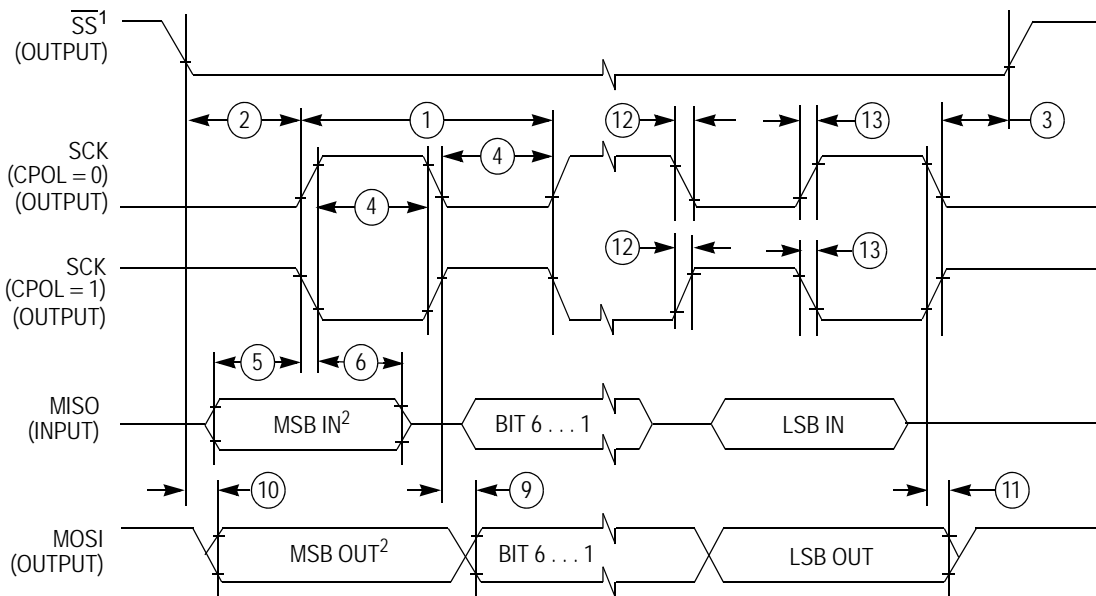 SS¹
(OUTPUT)
2
1
12
13
3
SCK
(CPOL = 0)
(OUTPUT)
4
4
SCK
(CPOL = 1)
(OUTPUT)
12
13
5
6
MISO
(INPUT)
MSB IN²
BIT 6 . . . 1
LSB IN
10
9
11
MOSI
(OUTPUT)
MSB OUT²
BIT 6 . . . 1
LSB OUT